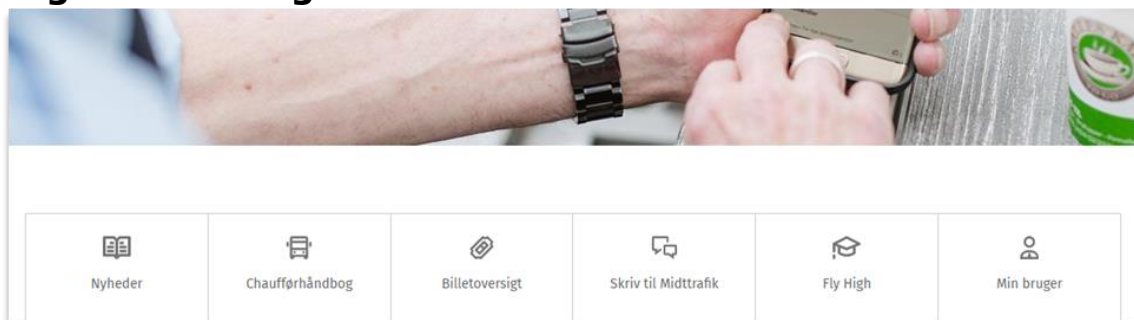 Nyheder
Chaufførhåndbog
Billetoversigt
Skriv til Midttrafik
Fly High
Min bruger